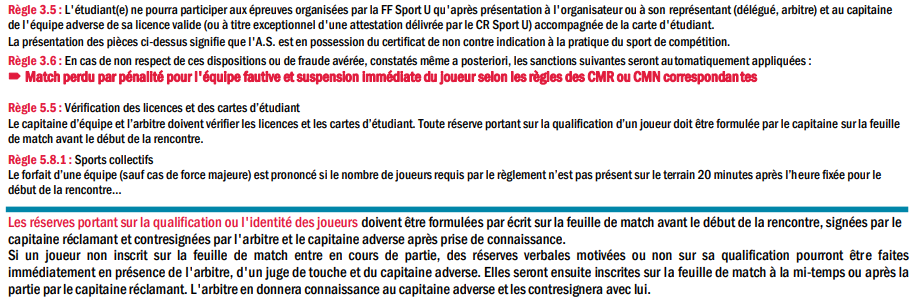 Règle 3.5 : L'étudiant(e) ne pourra participer aux épreuves organisées par la FF Sport U qu'après présentation à l'organisateur ou à son représentant (délégué, arbitre) et au capitaine
de l'équipe adverse de sa licence valide (ou à titre exceptionnel d'une attestation délivrée par le CR Sport U) accompagnée de la carte d'étudiant.
La présentation des pièces ci-dessus signifie que l'A.S. est en possession du certificat de non contre indication à la pratique du sport de compétition.
Règle 3.6 : En cas de non respect de ces dispositions ou de fraude avérée, constatés même a posteriori, les sanctions suivantes seront automatiquement appliquées :
➨ Match perdu par pénalité pour l'équipe fautive et suspension immédiate du joueur selon les règles des CMR ou CMN correspondantes
Règle 5.5 : Vérification des licences et des cartes d'étudiant
Le capitaine d'équipe et l'arbitre doivent vérifier les licences et les cartes d'étudiant. Toute réserve portant sur la qualification d'un joueur doit être formulée par le capitaine sur la feuille
de match avant le début de la rencontre.
Règle 5.8.1 : Sports collectifs
Le forfait d'une équipe (sauf cas de force majeure) est prononcé si le nombre de joueurs requis par le règlement n'est pas présent sur le terrain 20 minutes après l'heure fixée pour le
début de la rencontre...
Les réserves portant sur la qualification ou l'identité des joueurs doivent être formulées par écrit sur la feuille de match avant le début de la rencontre, signées par le
capitaine réclamant et contresignées par l'arbitre et le capitaine adverse après prise de connaissance.
Si un joueur non inscrit sur la feuille de match entre en cours de partie, des réserves verbales motivées ou non sur sa qualification pourront être faites
immédiatement en présence de l'arbitre, d'un juge de touche et du capitaine adverse. Elles seront ensuite inscrites sur la feuille de match à la mi-temps ou après la
partie par le capitaine réclamant. L'arbitre en donnera connaissance au capitaine adverse et les contresignera avec lui.